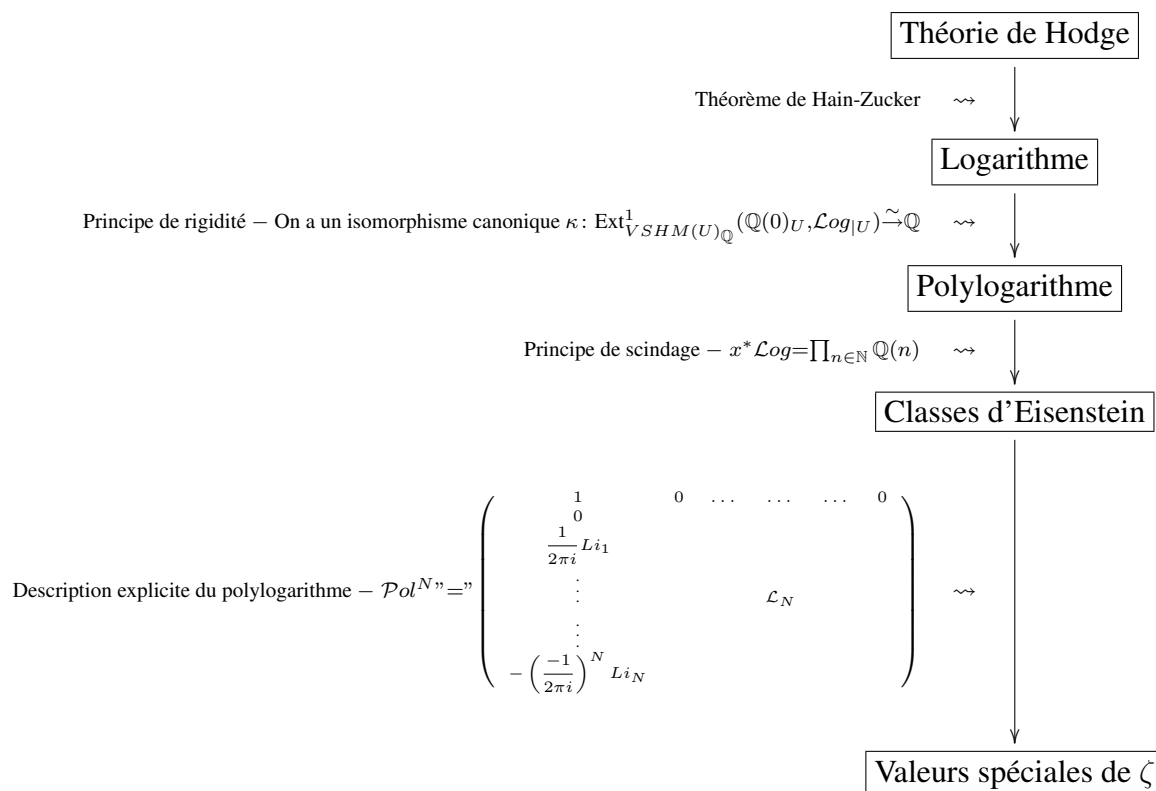 Théorie de Hodge
Théorème de Hain-Zucker ⇝
Logarithme
Principe de rigidité – On a un isomorphisme canonique κ: Ext¹_{VSHM(U)_ℚ}(ℚ(0)_U,ℒog_{|U}) ∼→ ℚ ⇝
Polylogarithme
Principe de scindage – x*ℒog=∏_{n∈ℕ} ℚ(n) ⇝
Classes d'Eisenstein
1 0 ... ... ... 0
0
1/2πi Li₁
Description explicite du polylogarithme – 𝒫ol^N "=" ⋮ ℒ_N ⇝
⋮
– (–1/2πi)^N Li_N
Valeurs spéciales de ζ